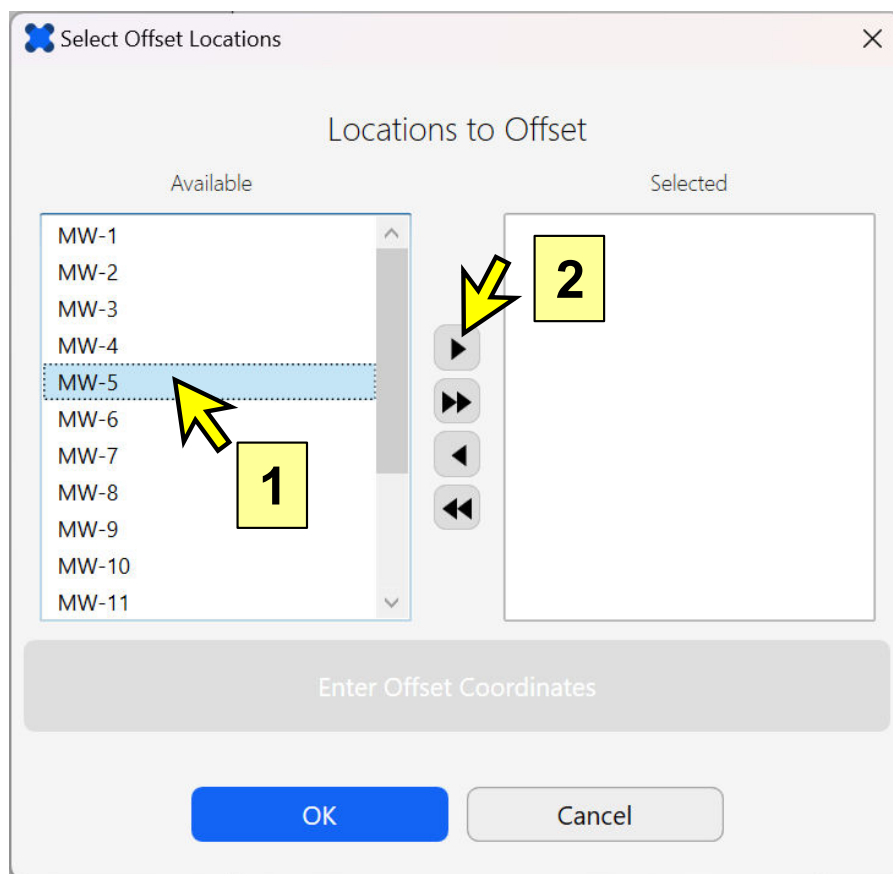 Select Offset Locations
Locations to Offset
Available
Selected
MW-1
MW-2
MW-3
MW-4
MW-5
MW-6
MW-7
MW-8
MW-9
MW-10
MW-11
1
2
Enter Offset Coordinates
OK
Cancel